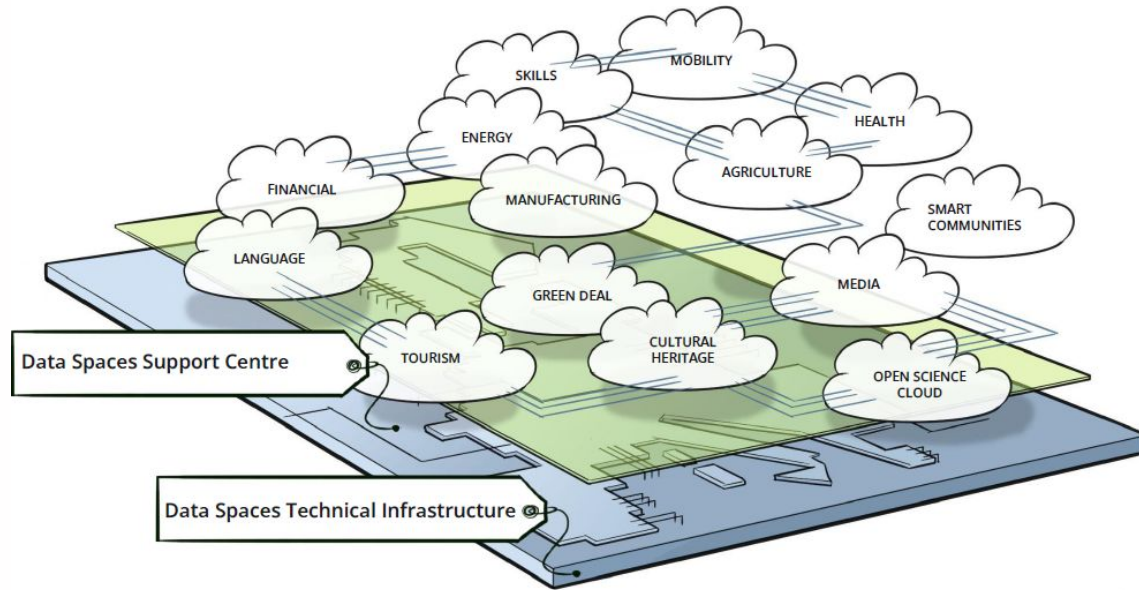 MOBILITY
SKILLS
HEALTH
ENERGY
AGRICULTURE
FINANCIAL
MANUFACTURING
SMART
COMMUNITIES
LANGUAGE
MEDIA
GREEN DEAL
CULTURAL
HERITAGE
TOURISM
OPEN SCIENCE
CLOUD
Data Spaces Support Centre
Data Spaces Technical Infrastructure